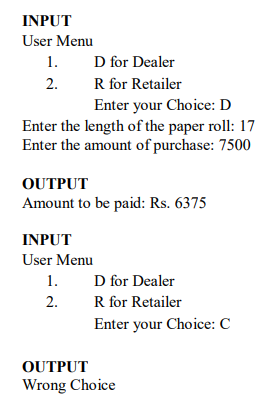 INPUT
User Menu
1. D for Dealer
2. R for Retailer
Enter your Choice: D
Enter the length of the paper roll: 17
Enter the amount of purchase: 7500
OUTPUT
Amount to be paid: Rs. 6375
INPUT
User Menu
1. D for Dealer
2. R for Retailer
Enter your Choice: C
OUTPUT
Wrong Choice